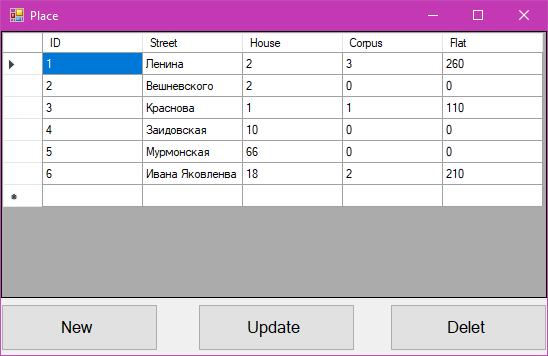 Place
ID Street House Corpus Flat
1 Ленина 2 3 260
2 Вешневского 2 0 0
3 Краснова 1 1 110
4 Заидовская 10 0 0
5 Мурмонская 66 0 0
6 Ивана Яковленва 18 2 210
New Update Delet